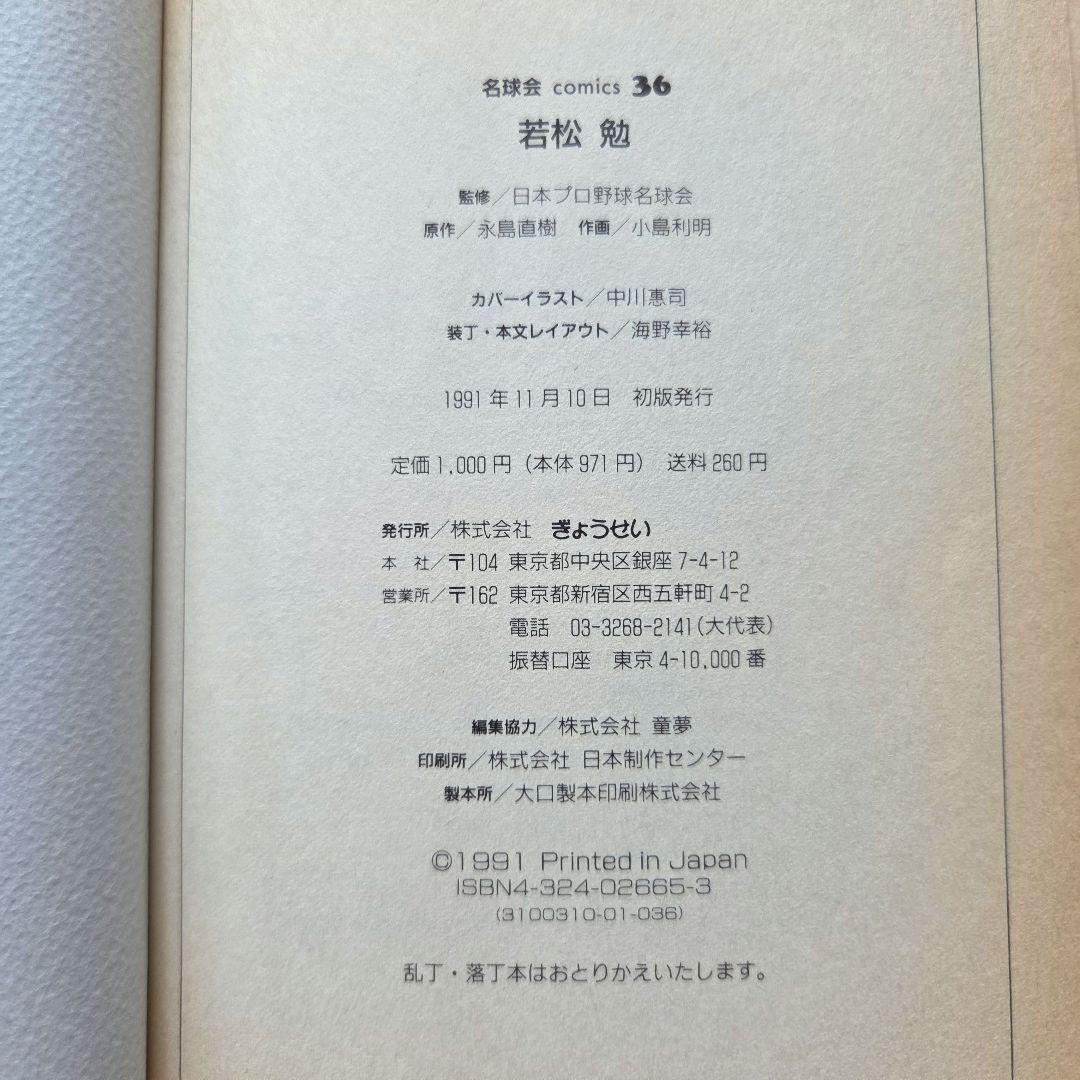 名球会 comics 36
若松 勉
監修／日本プロ野球名球会
原作／永島直樹　作画／小島利明
カバーイラスト／中川惠司
装丁・本文レイアウト／海野幸裕
1991年11月10日　初版発行
定価1,000円（本体971円）　送料260円
発行所／株式会社　ぎょうせい
本　社／〒104 東京都中央区銀座 7-4-12
営業所／〒162 東京都新宿区西五軒町 4-2
電話　03-3268-2141（大代表）
振替口座　東京 4-10,000 番
編集協力／株式会社 童夢
印刷所／株式会社 日本制作センター
製本所／大口製本印刷株式会社
©1991 Printed in Japan
ISBN4-324-02665-3
(3100310-01-036)
乱丁・落丁本はおとりかえいたします。